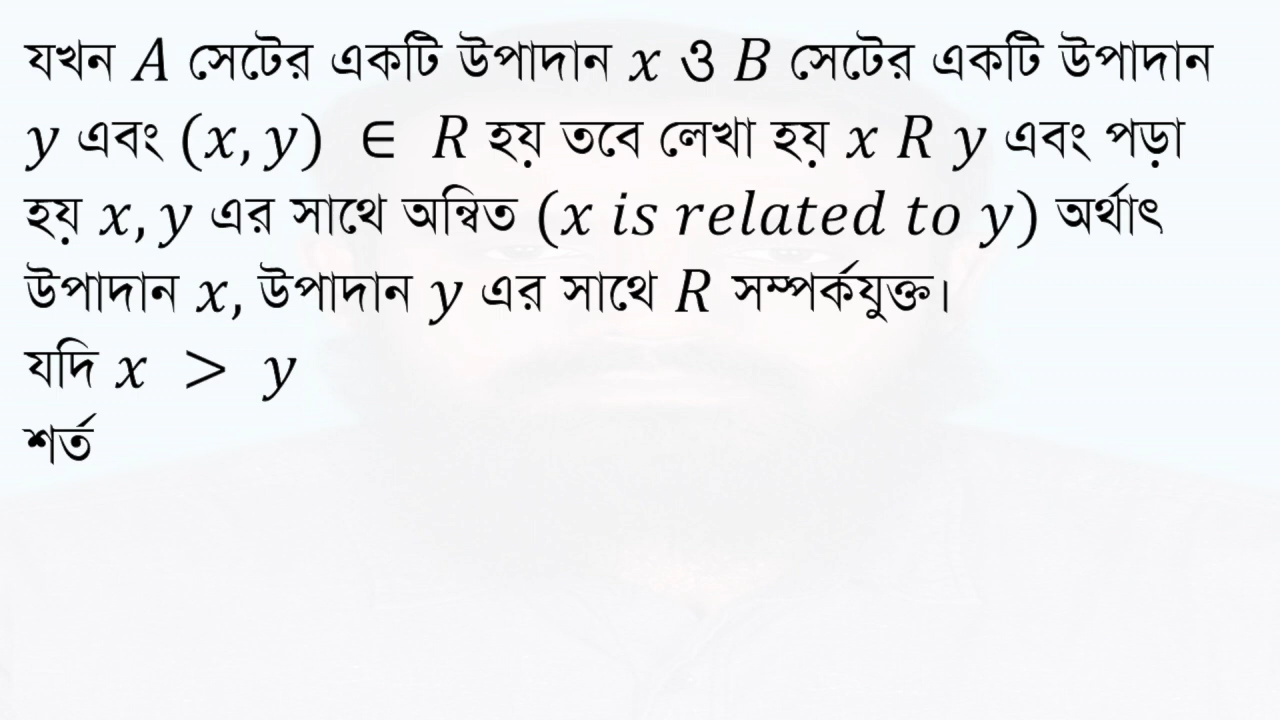 যখন A সেটের একটি উপাদান x ও B সেটের একটি উপাদান
y এবং (x, y) ∈ R হয় তবে লেখা হয় x R y এবং পড়া
হয় x, y এর সাথে অন্বিত (x is related to y) অর্থাৎ
উপাদান x, উপাদান y এর সাথে R সম্পর্কযুক্ত।
যদি x > y
শর্ত